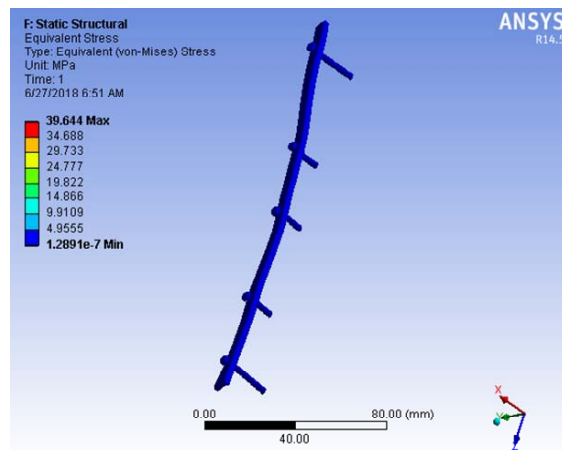 F: Static Structural
Equivalent Stress
Type: Equivalent (von-Mises) Stress
Unit: MPa
Time: 1
6/27/2018 6:51 AM
39.644 Max
34.688
29.733
24.777
19.822
14.866
9.9109
4.9555
1.2891e-7 Min
ANSYS
R14.5
0.00
80.00 (mm)
40.00
X